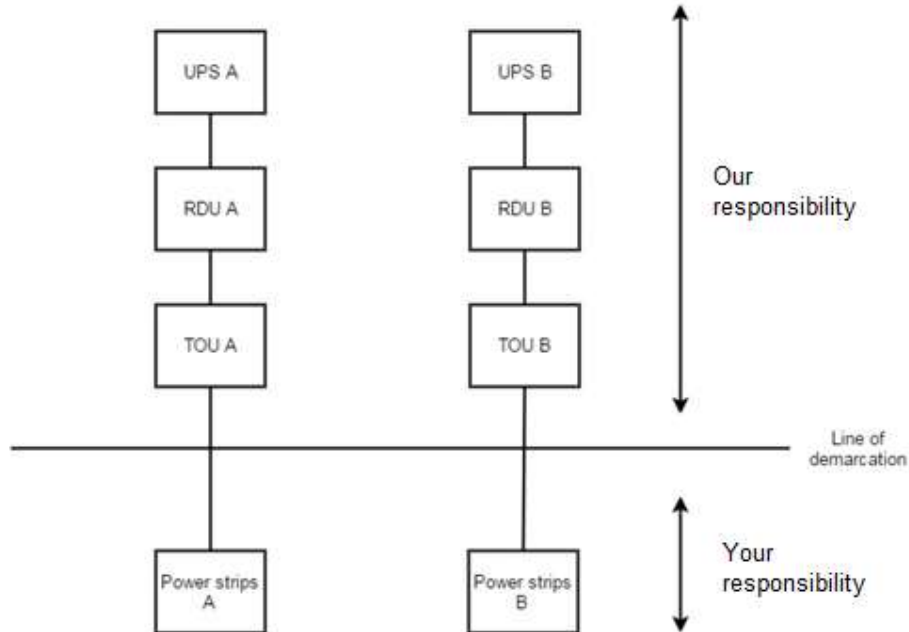 UPS A
UPS B
RDU A
RDU B
Our
responsibility
TOU A
TOU B
Line of
demarcation
Power strips
A
Power strips
B
Your
responsibility